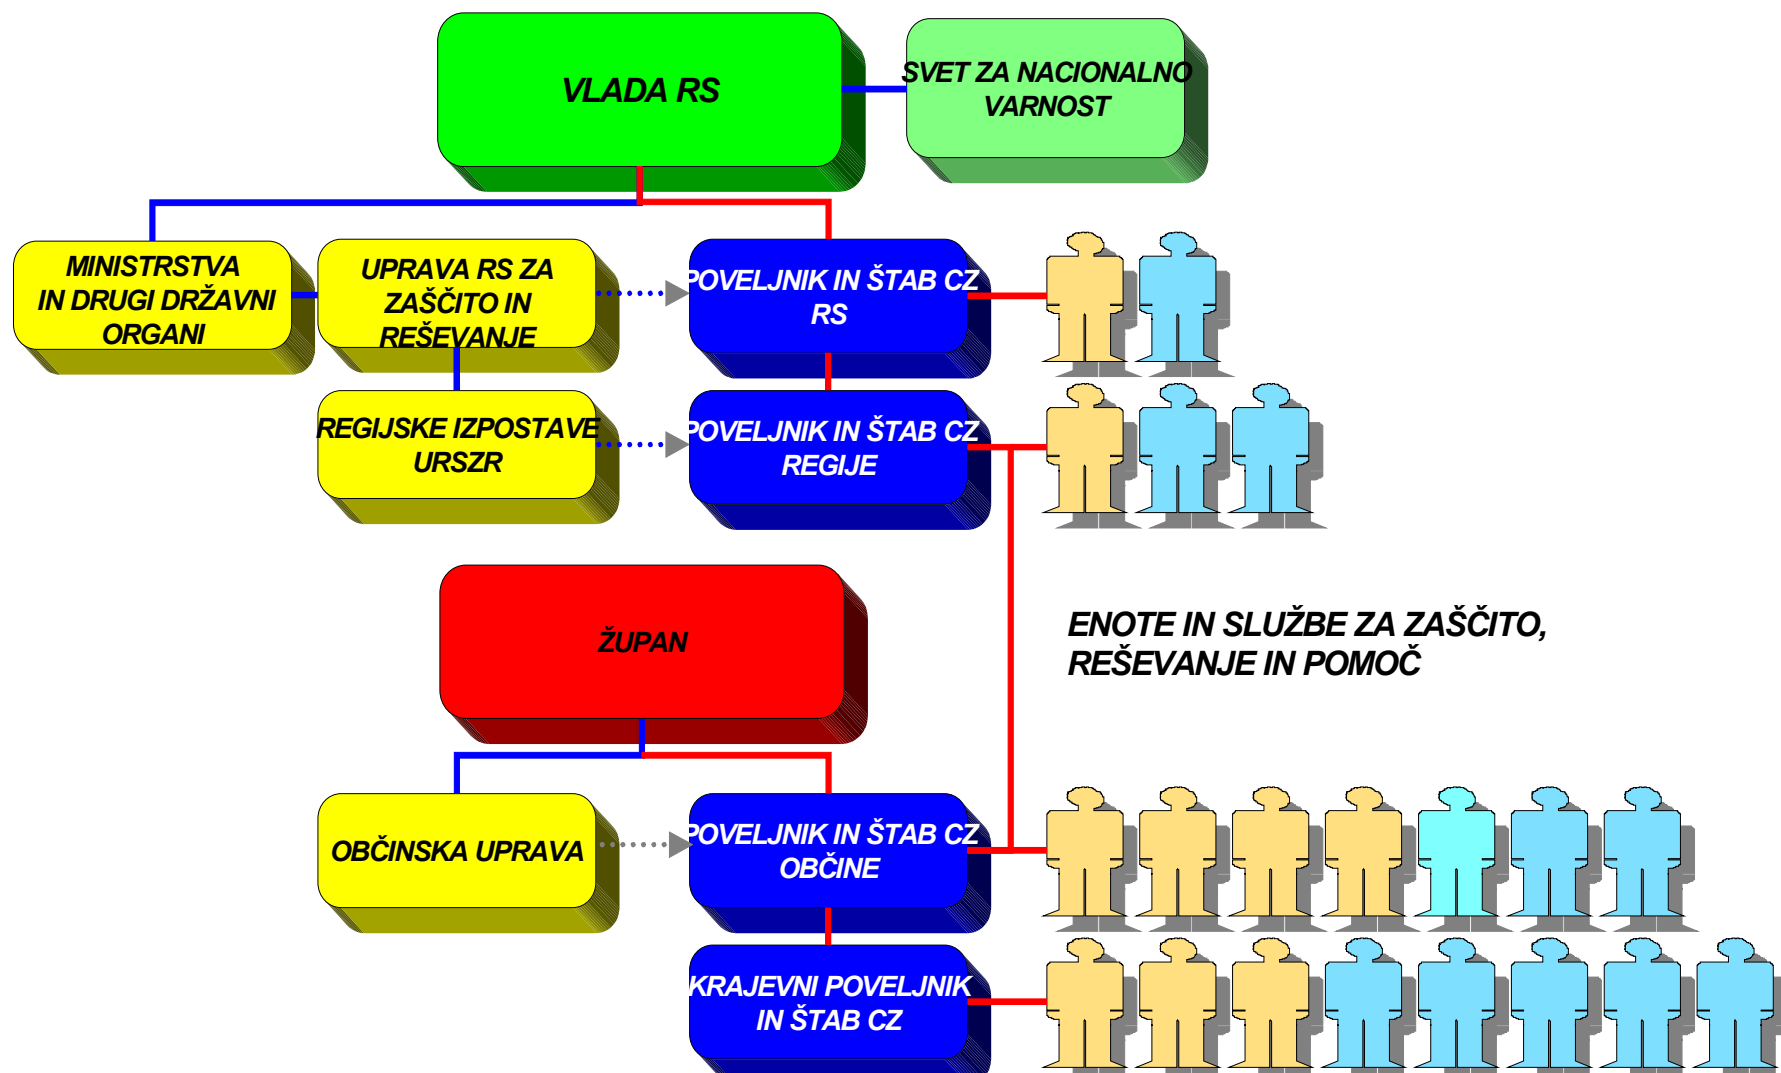 VLADA RS
SVET ZA NACIONALNO
VARNOST
MINISTRSTVA
IN DRUGI DRŽAVNI
ORGANI
UPRAVA RS ZA
ZAŠČITO IN
REŠEVANJE
POVELJNIK IN ŠTAB CZ
RS
REGIJSKE IZPOSTAVE
URSZR
POVELJNIK IN ŠTAB CZ
REGIJE
ŽUPAN
ENOTE IN SLUŽBE ZA ZAŠČITO,
REŠEVANJE IN POMOČ
OBČINSKA UPRAVA
POVELJNIK IN ŠTAB CZ
OBČINE
KRAJEVNI POVELJNIK
IN ŠTAB CZ